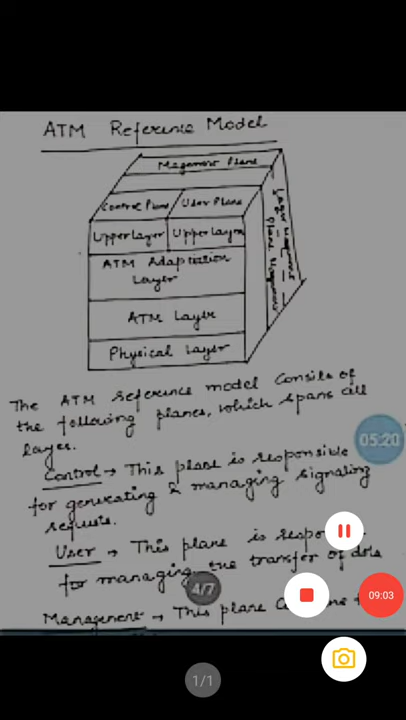 ATM Reference Model
Magement Plane
Control Plane User Plane
Upper Layer Upper Layer
ATM Adaptation
Layer
ATM Layer
Physical Layer
The ATM reference model consits of
the following planes, which spans all
layer.
05:20
Control → This plane is responsible
for generating & managing signaling
requests.
User → This plane is respo
for managing the transfer of data
4/7
09:03
Management → This plane
1/1